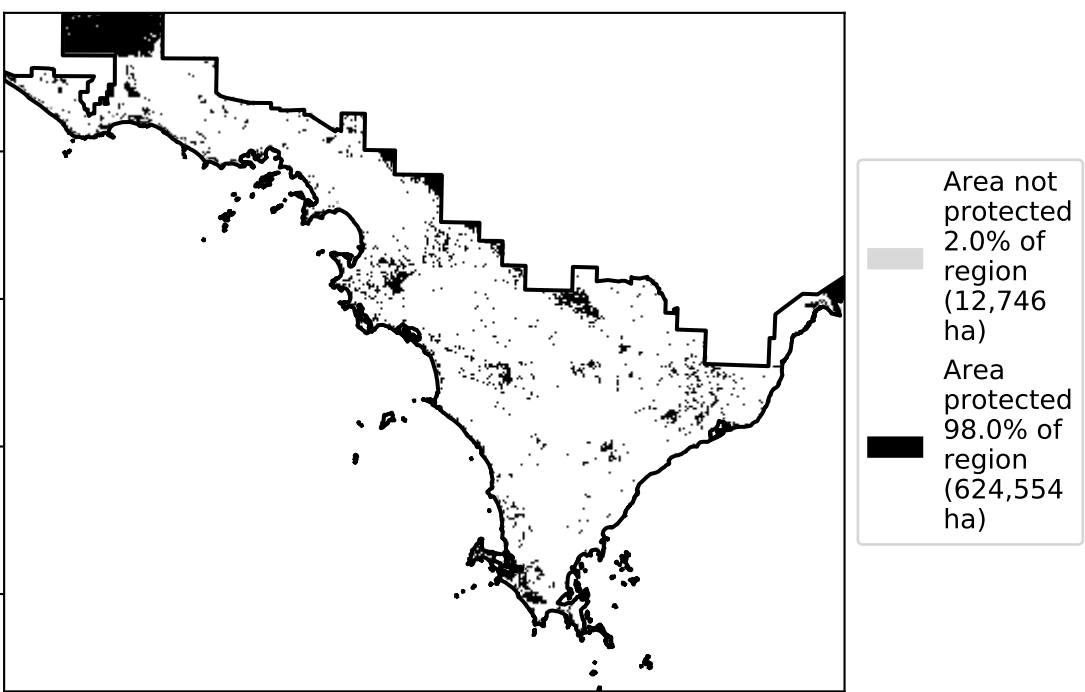 Area not
protected
2.0% of
region
(12,746
ha)
Area
protected
98.0% of
region
(624,554
ha)